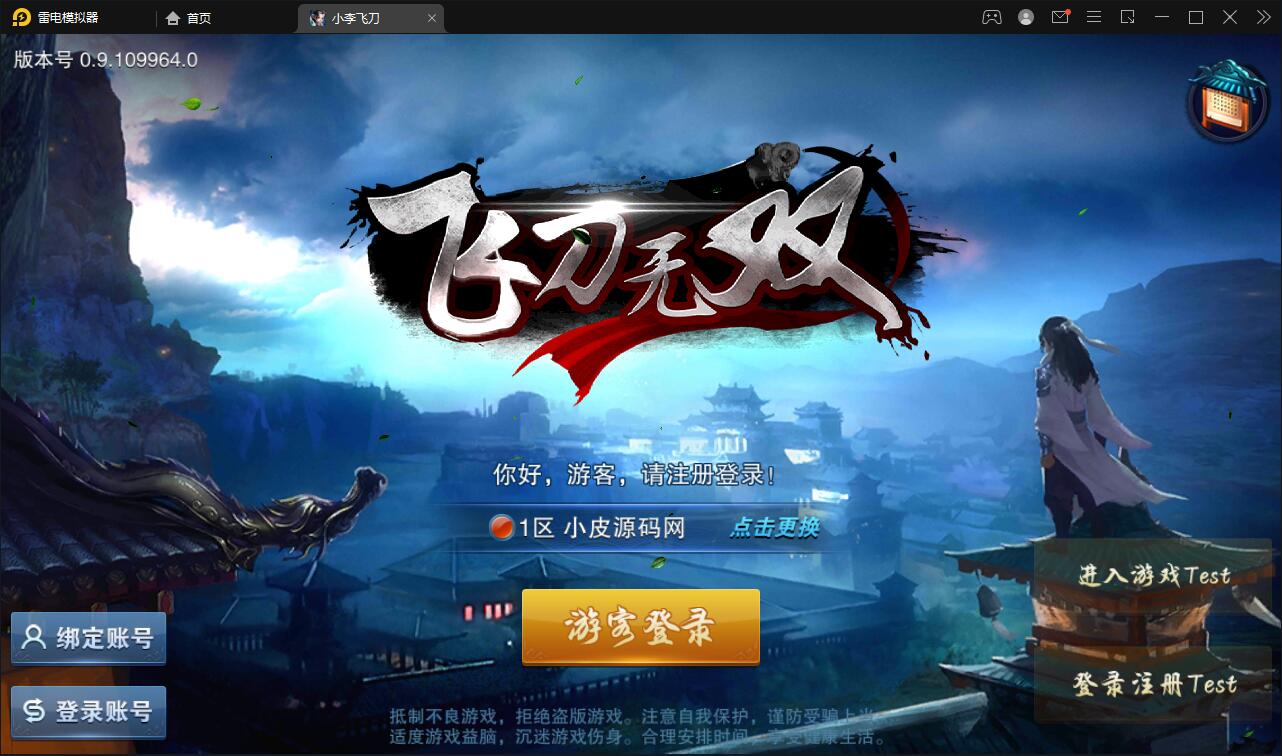 雷电模拟器
首页
小李飞刀
版本号 0.9.109964.0
飞刀无双
你好，游客，请注册登录！
1区 小皮源码网
点击更换
进入游戏Test
游客登录
绑定账号
登录注册Test
登录账号
抵制不良游戏，拒绝盗版游戏。注意自我保护，谨防受骗上当。
适度游戏益脑，沉迷游戏伤身。合理安排时间，享受健康生活。